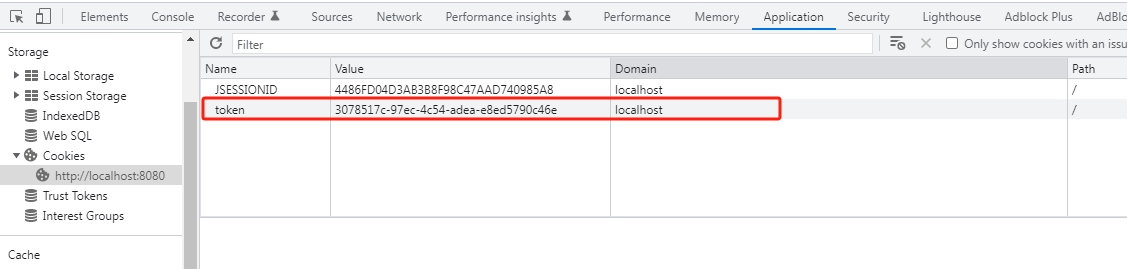 Elements Console Recorder Sources Network Performance insights Performance Memory Application Security Lighthouse Adblock Plus
Storage
Local Storage
Session Storage
IndexedDB
Web SQL
Cookies
http://localhost:8080
Trust Tokens
Interest Groups
Cache
Filter Only show cookies with an
Name Value Domain Path
JSESSIONID 4486FD04D3AB3B8F98C47AAD740985A8 localhost /
token 3078517c-97ec-4c54-adea-e8ed5790c46e localhost /